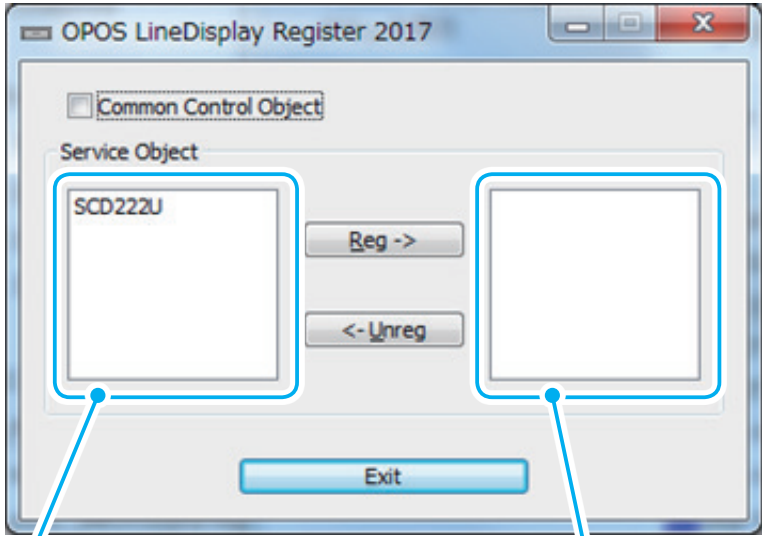 OPOS LineDisplay Register 2017
Common Control Object
Service Object
SCD222U
Reg ->
<- Unreg
Exit